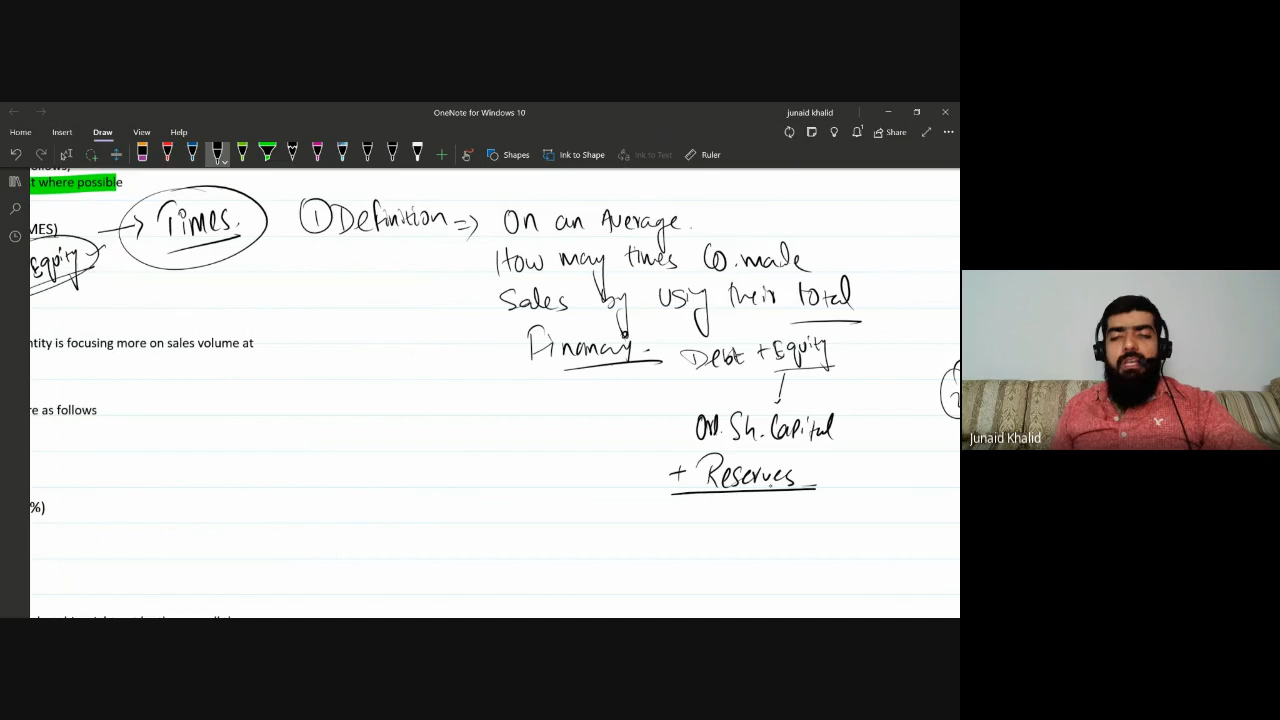 OneNote for Windows 10
junaid khalid
Home Insert Draw View Help
Share
Shapes Ink to Shape Ink to Text Ruler
t where possible
MES)
Times.
Equity
① Definition => On an Average.
How may times Co. made
Sales by using their total
Financing.
Debt + Equity
Ord. Sh. Capital
+ Reserves
ntity is focusing more on sales volume at
re as follows
%)
Junaid Khalid